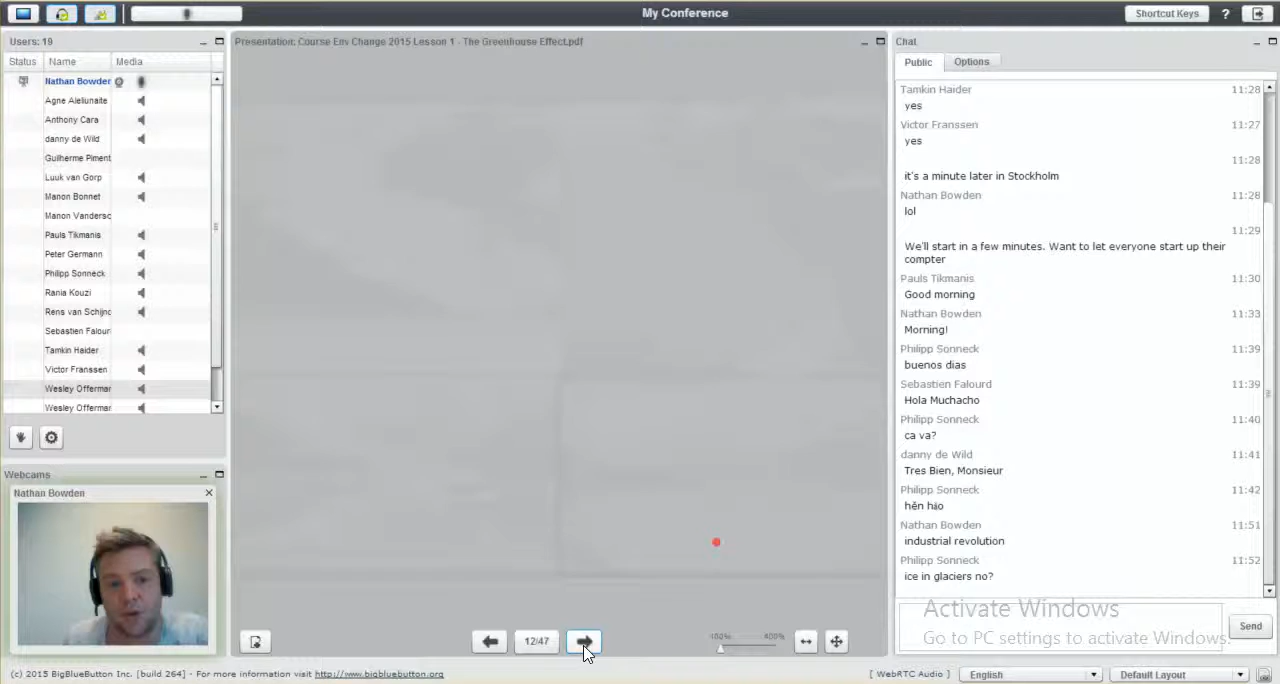 My Conference
Shortcut Keys
?
Users: 19
Status Name Media
Nathan Bowden
Agne Aleliunaite
Anthony Cara
danny de Wild
Guilherme Piment
Luuk van Gorp
Manon Bonnet
Manon Vandersc
Pauls Tikmanis
Peter Germann
Philipp Sonneck
Rania Kouzi
Rens van Schijnd
Sebastien Falour
Tamkin Haider
Victor Franssen
Wesley Offerman
Wesley Offerman
Webcams
Nathan Bowden
Presentation: Course Env Change 2015 Lesson 1 - The Greenhouse Effect.pdf
12/47
100% 400%
Chat
Public Options
Tamkin Haider 11:28
yes
Victor Franssen 11:27
yes
11:28
it's a minute later in Stockholm
Nathan Bowden 11:28
lol
11:29
We'll start in a few minutes. Want to let everyone start up their
compter
Pauls Tikmanis 11:30
Good morning
Nathan Bowden 11:33
Morning!
Philipp Sonneck 11:39
buenos dias
Sebastien Falourd 11:39
Hola Muchacho
Philipp Sonneck 11:40
ca va?
danny de Wild 11:41
Tres Bien, Monsieur
Philipp Sonneck 11:42
hěn hǎo
Nathan Bowden 11:51
industrial revolution
Philipp Sonneck 11:52
ice in glaciers no?
Activate Windows
Go to PC settings to activate Windows.
Send
(c) 2015 BigBlueButton Inc. [build 264] - For more information visit http://www.bigbluebutton.org
[ WebRTC Audio ] English Default Layout